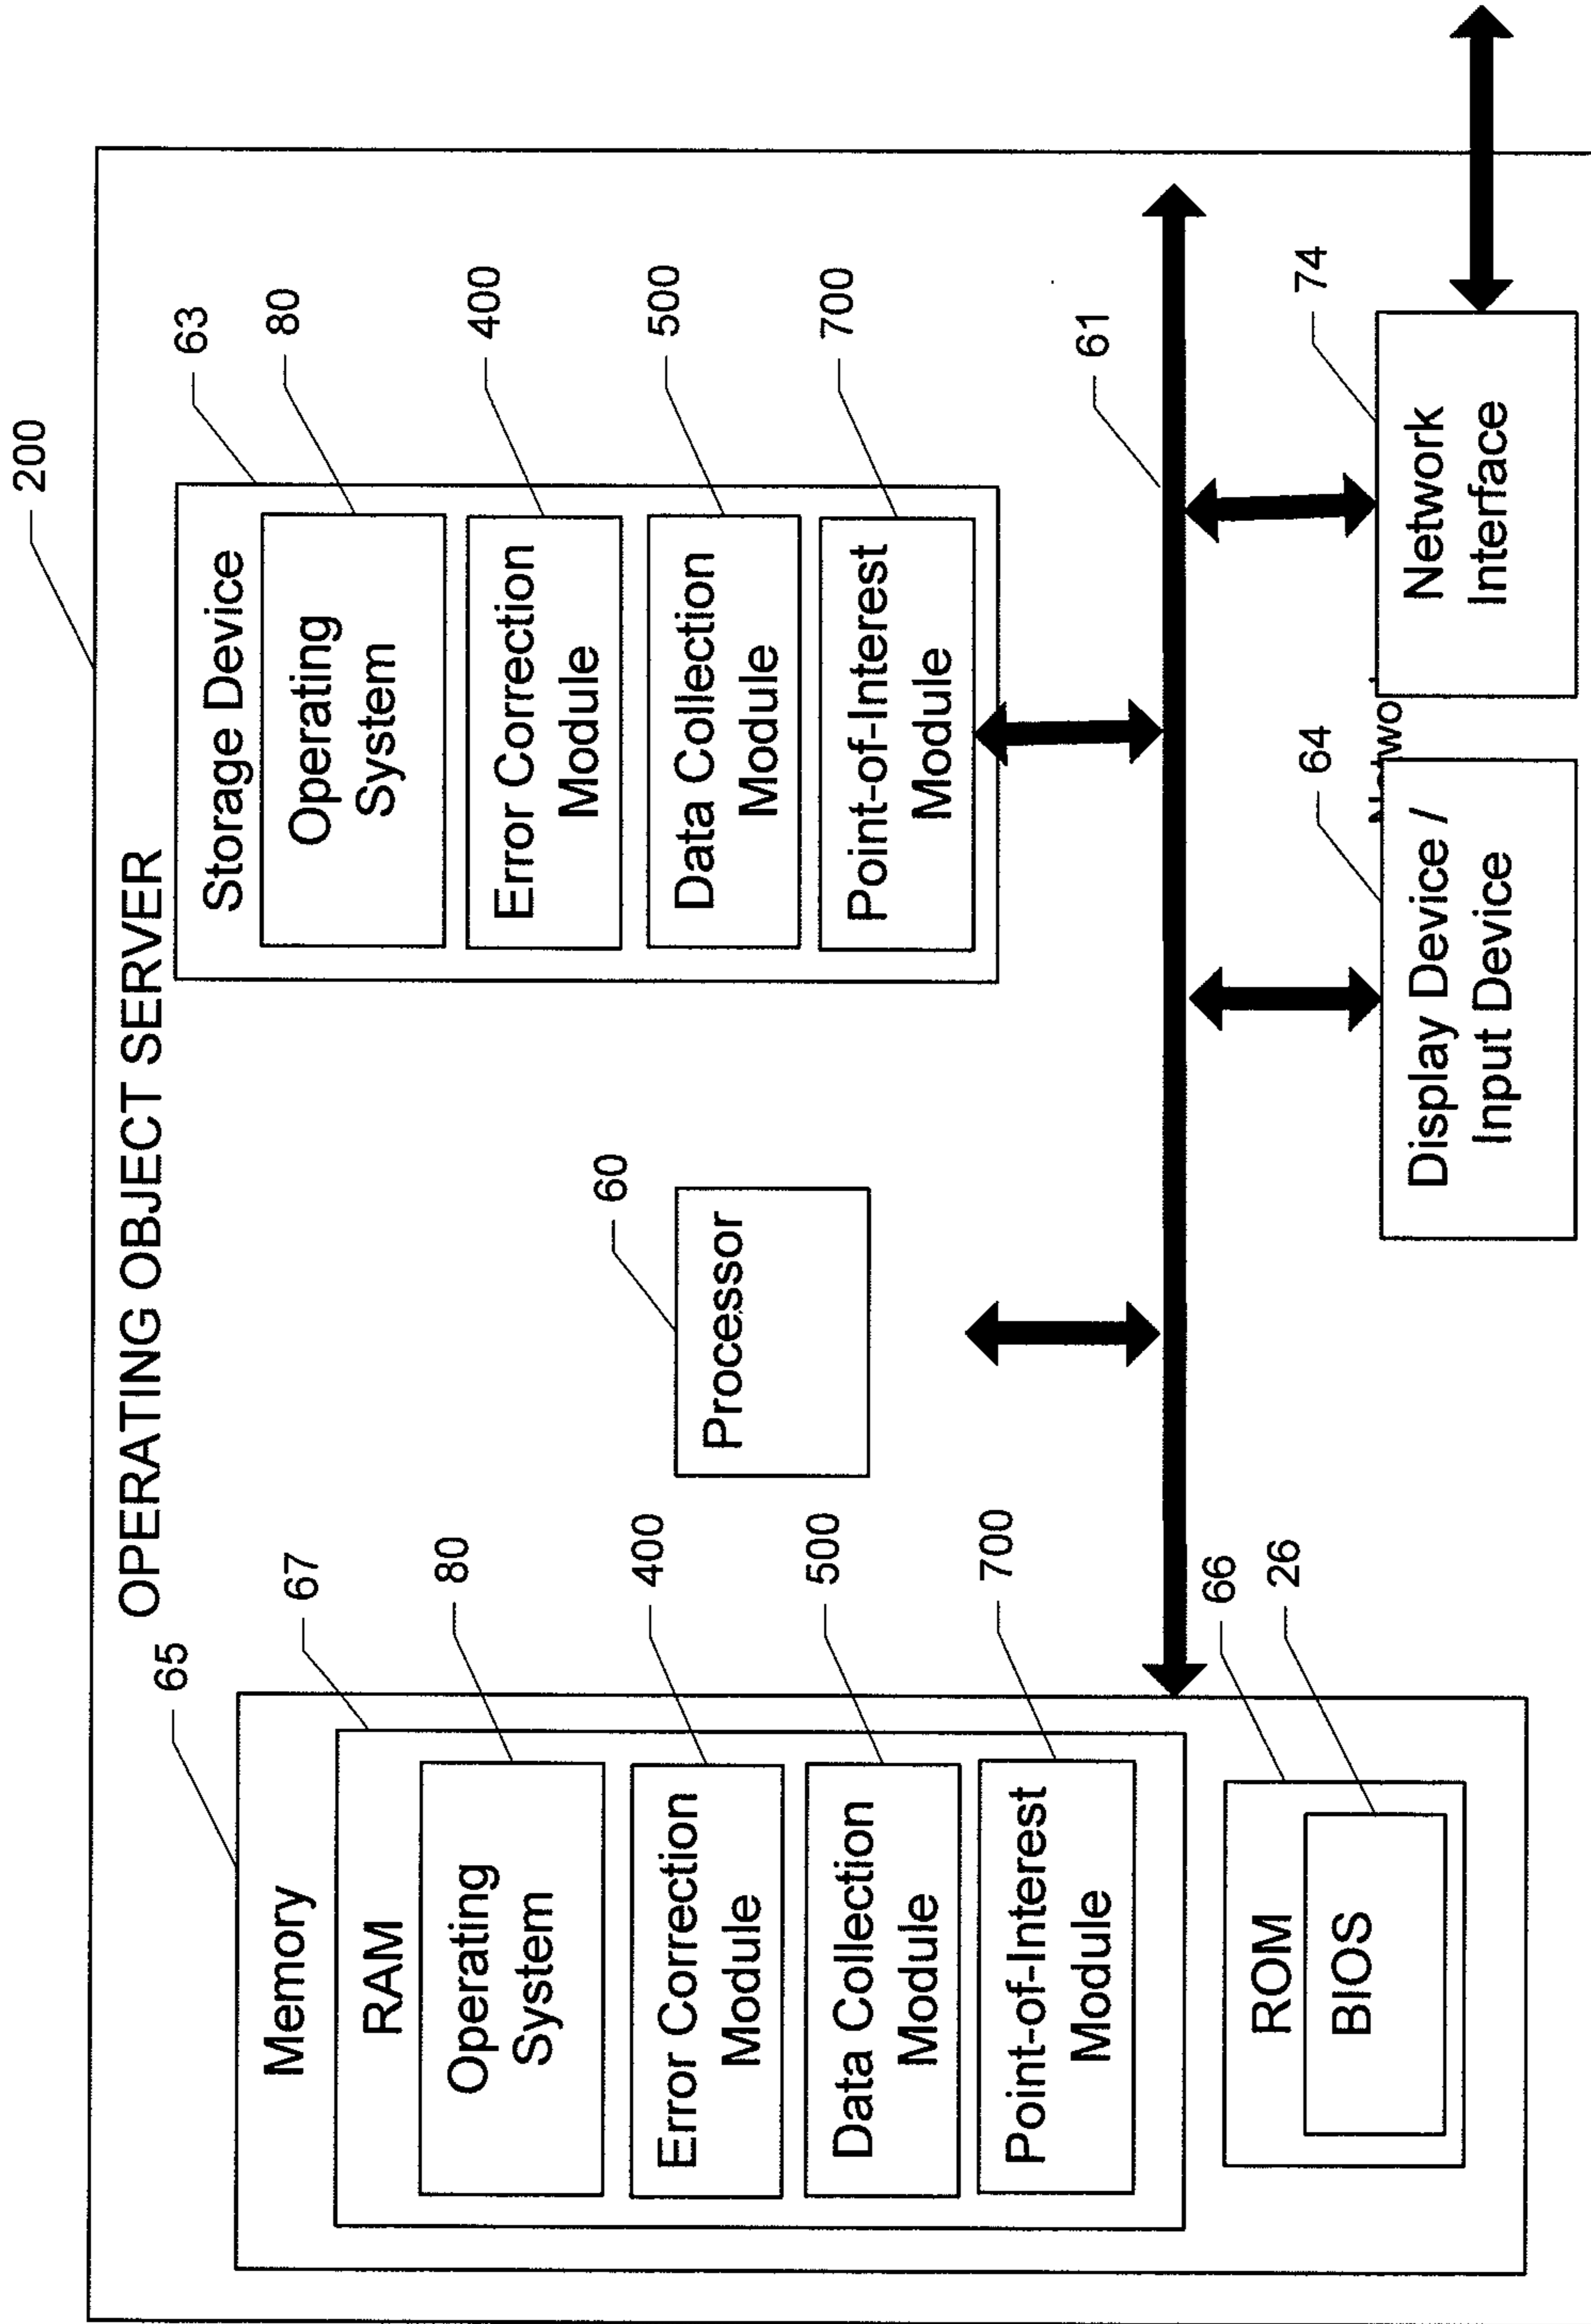 200
OPERATING OBJECT SERVER
65
Memory
67
RAM
80
Operating
System
400
Error Correction
Module
500
Data Collection
Module
700
Point-of-Interest
Module
66
ROM
26
BIOS
60
Processor
63
Storage Device
80
Operating
System
400
Error Correction
Module
500
Data Collection
Module
700
Point-of-Interest
Module
61
64
Display Device /
Input Device
74
Network
Interface